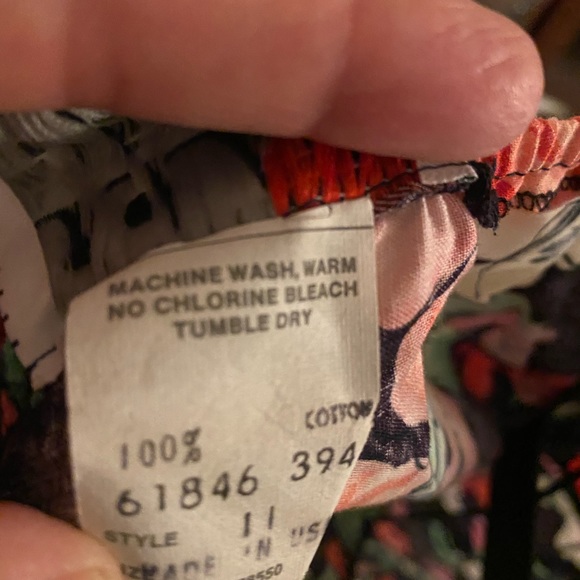 MACHINE WASH, WARM
NO CHLORINE BLEACH
TUMBLE DRY
100% COTTON
61846 394
STYLE 11
MADE IN US